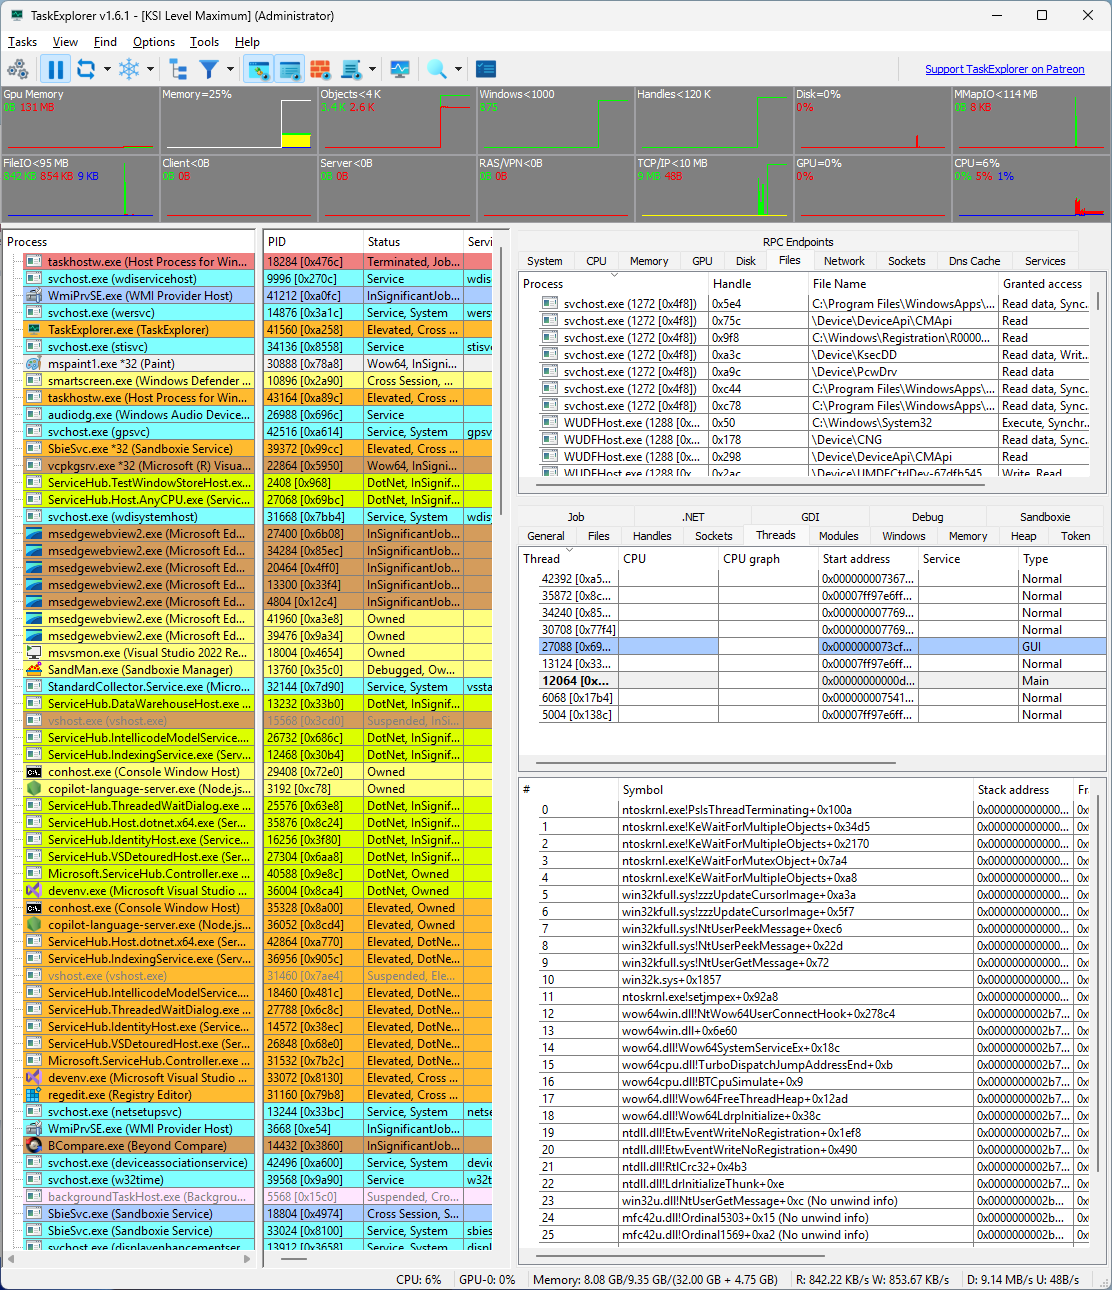 TaskExplorer v1.6.1 - [KSI Level Maximum] (Administrator)
Tasks View Find Options Tools Help
Support TaskExplorer on Patreon
Gpu Memory Memory=25% Objects<4 K Windows<1000 Handles<120 K Disk=0% MMapIO<114 MB
0B 131 MB 3.4 K 2.6 K 875 0% 0B 8 KB
FileIO<95 MB Client<0B Server<0B RAS/VPN<0B TCP/IP<10 MB GPU=0% CPU=6%
842 KB 854 KB 9 KB 0B 0B 0B 0B 0B 0B 9 MB 48B 0% 0% 5% 1%
Process PID Status Servi
taskhostw.exe (Host Process for Win... 18284 [0x476c] Terminated, Job...
svchost.exe (wdiservicehost) 9996 [0x270c] Service wdis
WmiPrvSE.exe (WMI Provider Host) 41212 [0xa0fc] InSignificantJob...
svchost.exe (wersvc) 14876 [0x3a1c] Service, System wers
TaskExplorer.exe (TaskExplorer) 41560 [0xa258] Elevated, Cross ...
svchost.exe (stisvc) 34136 [0x8558] Service, System stisv
mspaint1.exe *32 (Paint) 30888 [0x78a8] Wow64, InSigni...
smartscreen.exe (Windows Defender ... 10896 [0x2a90] Cross Session, ...
taskhostw.exe (Host Process for Win... 43164 [0xa89c] Elevated, Cross ...
audiodg.exe (Windows Audio Device... 26988 [0x696c] Service
svchost.exe (gpsvc) 42516 [0xa614] Service, System gpsv
SbieSvc.exe *32 (Sandboxie Service) 39372 [0x99cc] Elevated, Cross ...
vcpkgsrv.exe *32 (Microsoft (R) Visua... 22864 [0x5950] Wow64, InSigni...
ServiceHub.TestWindowStoreHost.ex... 2408 [0x968] DotNet, InSignif...
ServiceHub.Host.AnyCPU.exe (Servic... 27068 [0x69bc] DotNet, InSignif...
svchost.exe (wdisystemhost) 31668 [0x7bb4] Service, System wdis
msedgewebview2.exe (Microsoft Ed... 27400 [0x6b08] InSignificantJob...
msedgewebview2.exe (Microsoft Ed... 34284 [0x85ec] InSignificantJob...
msedgewebview2.exe (Microsoft Ed... 20464 [0x4ff0] InSignificantJob...
msedgewebview2.exe (Microsoft Ed... 13300 [0x33f4] InSignificantJob...
msedgewebview2.exe (Microsoft Ed... 4804 [0x12c4] InSignificantJob...
msedgewebview2.exe (Microsoft Ed... 41960 [0xa3e8] Owned
msedgewebview2.exe (Microsoft Ed... 39476 [0x9a34] Owned
msvsmon.exe (Visual Studio 2022 Re... 18004 [0x4654] Owned
SandMan.exe (Sandboxie Manager) 13760 [0x35c0] Debugged, Ow...
StandardCollector.Service.exe (Micro... 32144 [0x7d90] Service, System vssta
ServiceHub.DataWarehouseHost.exe ... 13232 [0x33b0] DotNet, InSignif...
vshost.exe (vshost.exe) 15568 [0x3cd0] Suspended, InSi...
ServiceHub.IntellicodeModelService.... 26732 [0x686c] DotNet, InSignif...
ServiceHub.IndexingService.exe (Serv... 12468 [0x30b4] DotNet, InSignif...
conhost.exe (Console Window Host) 29408 [0x72e0] Owned
copilot-language-server.exe (Node.js... 3192 [0xc78] Owned
ServiceHub.ThreadedWaitDialog.exe ... 25576 [0x63e8] DotNet, InSignif...
ServiceHub.Host.dotnet.x64.exe (Ser... 35876 [0x8c24] DotNet, InSignif...
ServiceHub.IdentityHost.exe (Service... 16256 [0x3f80] DotNet, InSignif...
ServiceHub.VSDetouredHost.exe (Ser... 27304 [0x6aa8] DotNet, InSignif...
Microsoft.ServiceHub.Controller.exe ... 40588 [0x9e8c] DotNet, Owned
devenv.exe (Microsoft Visual Studio ... 36004 [0x8ca4] DotNet, Owned
conhost.exe (Console Window Host) 35328 [0x8a00] Elevated, Owned
copilot-language-server.exe (Node.js... 36052 [0x8cd4] Elevated, Owned
ServiceHub.Host.dotnet.x64.exe (Ser... 42864 [0xa770] Elevated, DotNe...
ServiceHub.IndexingService.exe (Serv... 36956 [0x905c] Elevated, DotNe...
vshost.exe (vshost.exe) 31460 [0x7ae4] Suspended, Ele...
ServiceHub.IntellicodeModelService.... 18460 [0x481c] Elevated, DotNe...
ServiceHub.ThreadedWaitDialog.exe ... 27788 [0x6c8c] Elevated, DotNe...
ServiceHub.IdentityHost.exe (Service... 14572 [0x38ec] Elevated, DotNe...
ServiceHub.VSDetouredHost.exe (Ser... 26848 [0x68e0] Elevated, DotNe...
Microsoft.ServiceHub.Controller.exe ... 31532 [0x7b2c] Elevated, DotNe...
devenv.exe (Microsoft Visual Studio ... 33072 [0x8130] Elevated, Cross ...
regedit.exe (Registry Editor) 31160 [0x79b8] Elevated, Cross ...
svchost.exe (netsetupsvc) 13244 [0x33bc] Service, System netse
WmiPrvSE.exe (WMI Provider Host) 3668 [0xe54] Service, System
BCompare.exe (Beyond Compare) 14432 [0x3860] InSignificantJob...
svchost.exe (deviceassociationservice) 42496 [0xa600] Service, System devic
svchost.exe (w32time) 39568 [0x9a90] Service w32t
backgroundTaskHost.exe (Backgrou... 5568 [0x15c0] Suspended, Cro...
SbieSvc.exe (Sandboxie Service) 18804 [0x4974] Cross Session, S...
SbieSvc.exe (Sandboxie Service) 33024 [0x8100] Service, System sbies
svchost.exe (displayenhancementser... 13912 [0x3658] Service, System displ
RPC Endpoints
System CPU Memory GPU Disk Files Network Sockets Dns Cache Services
Process Handle File Name Granted access
svchost.exe (1272 [0x4f8]) 0x5e4 C:\Program Files\WindowsApps\... Read data, Sync...
svchost.exe (1272 [0x4f8]) 0x75c \Device\DeviceApi\CMApi Read
svchost.exe (1272 [0x4f8]) 0x9f8 C:\Windows\Registration\R0000... Read
svchost.exe (1272 [0x4f8]) 0xa3c \Device\KsecDD Read data, Writ...
svchost.exe (1272 [0x4f8]) 0xa9c \Device\PcwDrv Read data
svchost.exe (1272 [0x4f8]) 0xc44 C:\Program Files\WindowsApps\... Read data, Sync...
svchost.exe (1272 [0x4f8]) 0xc78 C:\Program Files\WindowsApps\... Read data, Sync...
WUDFHost.exe (1288 [0x... 0x50 C:\Windows\System32 Execute, Synchr...
WUDFHost.exe (1288 [0x... 0x178 \Device\CNG Read data, Sync...
WUDFHost.exe (1288 [0x... 0x298 \Device\DeviceApi\CMApi Read
WUDFHost.exe (1288 [0x... 0x2ac \Device\UMDFCtrlDev-67dfb545... Write, Read
Job .NET GDI Debug Sandboxie
General Files Handles Sockets Threads Modules Windows Memory Heap Token
Thread CPU CPU graph Start address Service Type
42392 [0xa5... 0x000000007367... Normal
35872 [0x8c... 0x00007ff97e6ff... Normal
34240 [0x85... 0x000000007769... Normal
30708 [0x77f4] 0x000000007769... Normal
27088 [0x69... 0x0000000073cf... GUI
13124 [0x33... 0x00007ff97e6ff... Normal
12064 [0x... 0x00000000000d... Main
6068 [0x17b4] 0x000000007541... Normal
5004 [0x138c] 0x00007ff97e6ff... Normal
# Symbol Stack address Fr
0 ntoskrnl.exe!PsIsThreadTerminating+0x100a 0x000000000000... 0x
1 ntoskrnl.exe!KeWaitForMultipleObjects+0x34d5 0x000000000000... 0x
2 ntoskrnl.exe!KeWaitForMultipleObjects+0x2170 0x000000000000... 0x
3 ntoskrnl.exe!KeWaitForMutexObject+0x7a4 0x000000000000... 0x
4 ntoskrnl.exe!KeWaitForMultipleObjects+0xa8 0x000000000000... 0x
5 win32kfull.sys!zzzUpdateCursorImage+0xa3a 0x000000000000... 0x
6 win32kfull.sys!zzzUpdateCursorImage+0x5f7 0x000000000000... 0x
7 win32kfull.sys!NtUserPeekMessage+0xec6 0x000000000000... 0x
8 win32kfull.sys!NtUserPeekMessage+0x22d 0x000000000000... 0x
9 win32kfull.sys!NtUserGetMessage+0x72 0x000000000000... 0x
10 win32k.sys+0x1857 0x000000000000... 0x
11 ntoskrnl.exe!setjmpex+0x92a8 0x000000000000... 0x
12 wow64win.dll!NtWow64UserConnectHook+0x278c4 0x0000000002b7... 0x
13 wow64win.dll+0x6e60 0x0000000002b7... 0x
14 wow64.dll!Wow64SystemServiceEx+0x18c 0x0000000002b7... 0x
15 wow64cpu.dll!TurboDispatchJumpAddressEnd+0xb 0x0000000002b7... 0x
16 wow64cpu.dll!BTCpuSimulate+0x9 0x0000000002b7... 0x
17 wow64.dll!Wow64FreeThreadHeap+0x12ad 0x0000000002b7... 0x
18 wow64.dll!Wow64LdrpInitialize+0x38c 0x0000000002b7... 0x
19 ntdll.dll!EtwEventWriteNoRegistration+0x1ef8 0x0000000002b7... 0x
20 ntdll.dll!EtwEventWriteNoRegistration+0x490 0x0000000002b7... 0x
21 ntdll.dll!RtlCrc32+0x4b3 0x0000000002b7... 0x
22 ntdll.dll!LdrInitializeThunk+0xe 0x0000000002b7... 0x
23 win32u.dll!NtUserGetMessage+0xc (No unwind info) 0x0000000002b... 0x
24 mfc42u.dll!Ordinal5303+0x15 (No unwind info) 0x0000000002b... 0x
25 mfc42u.dll!Ordinal1569+0xa2 (No unwind info) 0x0000000002b... 0x
CPU: 6% GPU-0: 0% Memory: 8.08 GB/9.35 GB/(32.00 GB + 4.75 GB) R: 842.22 KB/s W: 853.67 KB/s D: 9.14 MB/s U: 48B/s